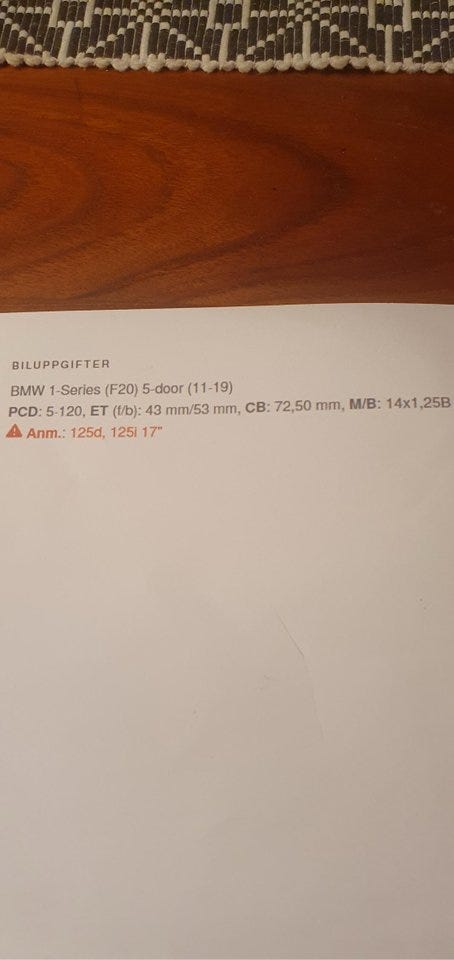 BILUPPGIFTER
BMW 1-Series (F20) 5-door (11-19)
PCD: 5-120, ET (f/b): 43 mm/53 mm, CB: 72,50 mm, M/B: 14x1,25B
Anm.: 125d, 125i 17"